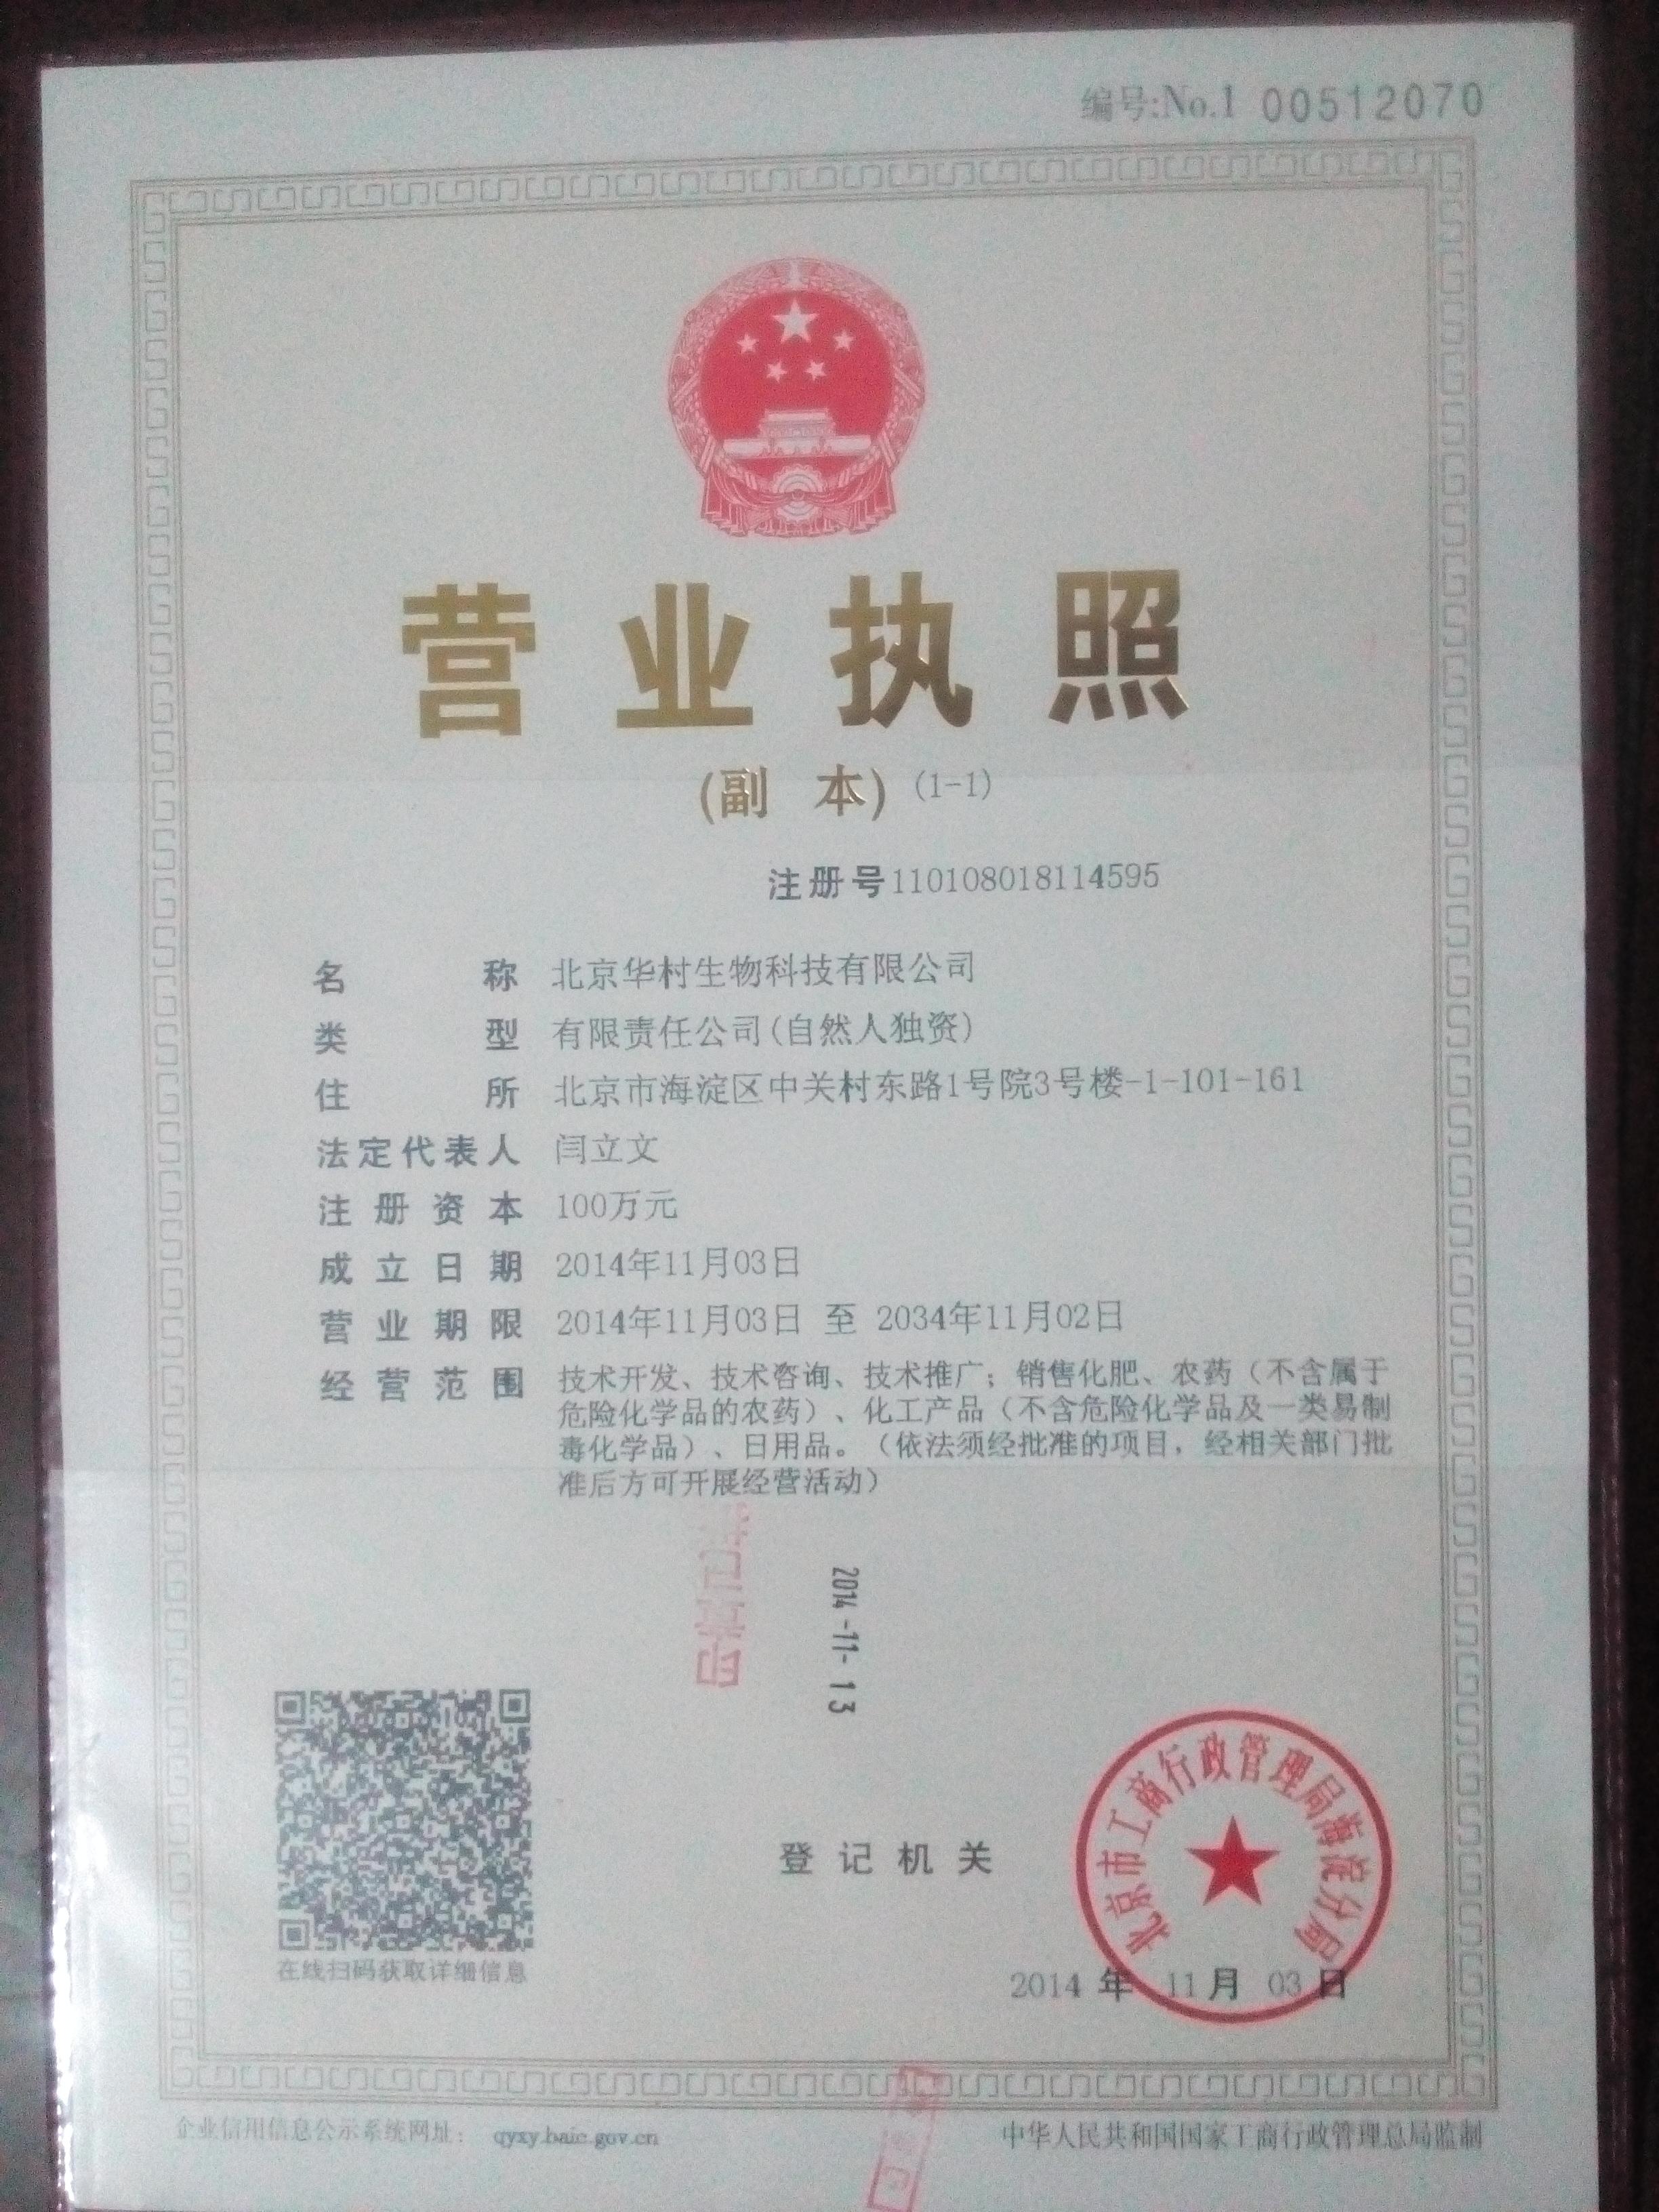 编号:No.1 00512070
营业执照
(副 本) (1-1)
注册号110108018114595
名 称 北京华村生物科技有限公司
类 型 有限责任公司(自然人独资)
住 所 北京市海淀区中关村东路1号院3号楼-1-101-161
法定代表人 闫立文
注册资本 100万元
成立日期 2014年11月03日
营业期限 2014年11月03日 至 2034年11月02日
经营范围 技术开发、技术咨询、技术推广；销售化肥、农药（不含属于
危险化学品的农药）、化工产品（不含危险化学品及一类易制
毒化学品）、日用品。（依法须经批准的项目，经相关部门批
准后方可开展经营活动）
2014-11-13
北京市工商行政管理局海淀分局
登记机关
2014 年 11 月 03 日
在线扫码获取详细信息
企业信用信息公示系统网址： qyxy.baic.gov.cn
中华人民共和国国家工商行政管理总局监制